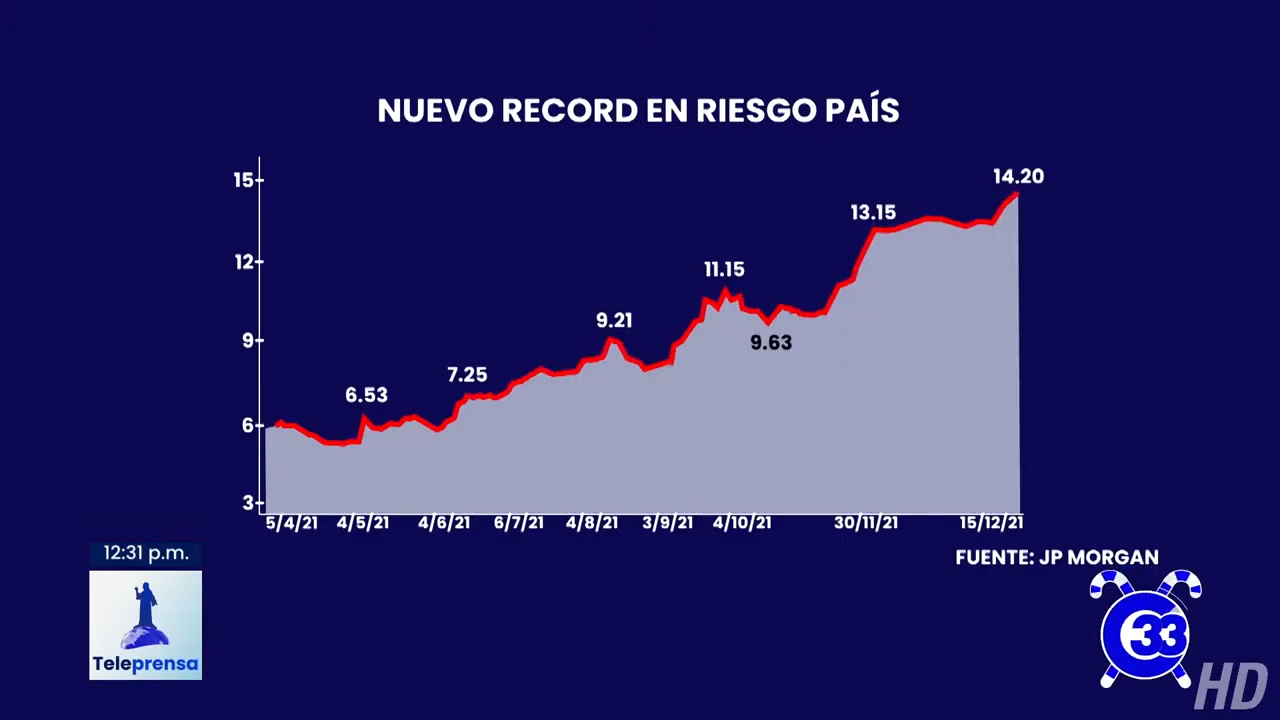 NUEVO RECORD EN RIESGO PAÍS
15
12
9
6
3
6.53
7.25
9.21
11.15
9.63
13.15
14.20
5/4/21 4/5/21 4/6/21 6/7/21 4/8/21 3/9/21 4/10/21 30/11/21 15/12/21
FUENTE: JP MORGAN
12:31 p.m.
Teleprensa
33
HD